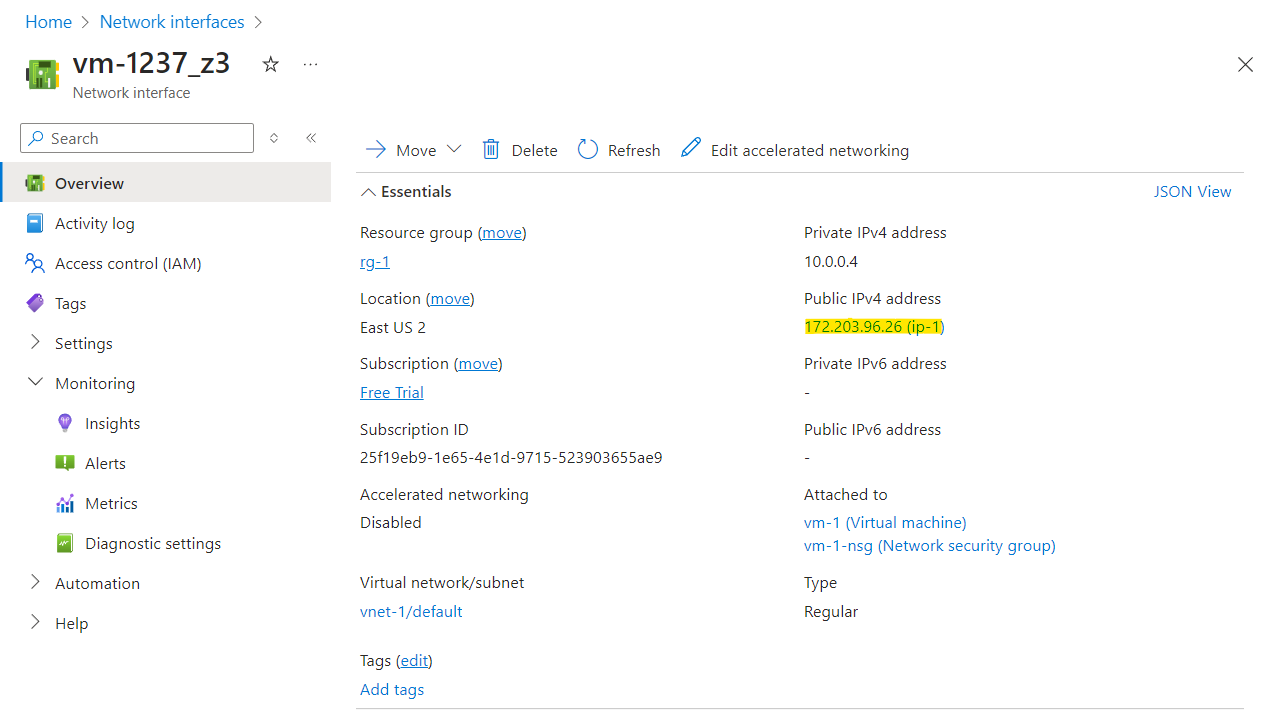 Home > Network interfaces >
vm-1237_z3
...
Network interface
Search
Overview
Activity log
Access control (IAM)
Tags
Settings
Monitoring
Insights
Alerts
Metrics
Diagnostic settings
Automation
Help
Move Delete Refresh Edit accelerated networking
Essentials JSON View
Resource group (move)
rg-1
Location (move)
East US 2
Subscription (move)
Free Trial
Subscription ID
25f19eb9-1e65-4e1d-9715-523903655ae9
Accelerated networking
Disabled
Virtual network/subnet
vnet-1/default
Private IPv4 address
10.0.0.4
Public IPv4 address
172.203.96.26 (ip-1)
Private IPv6 address
-
Public IPv6 address
-
Attached to
vm-1 (Virtual machine)
vm-1-nsg (Network security group)
Type
Regular
Tags (edit)
Add tags